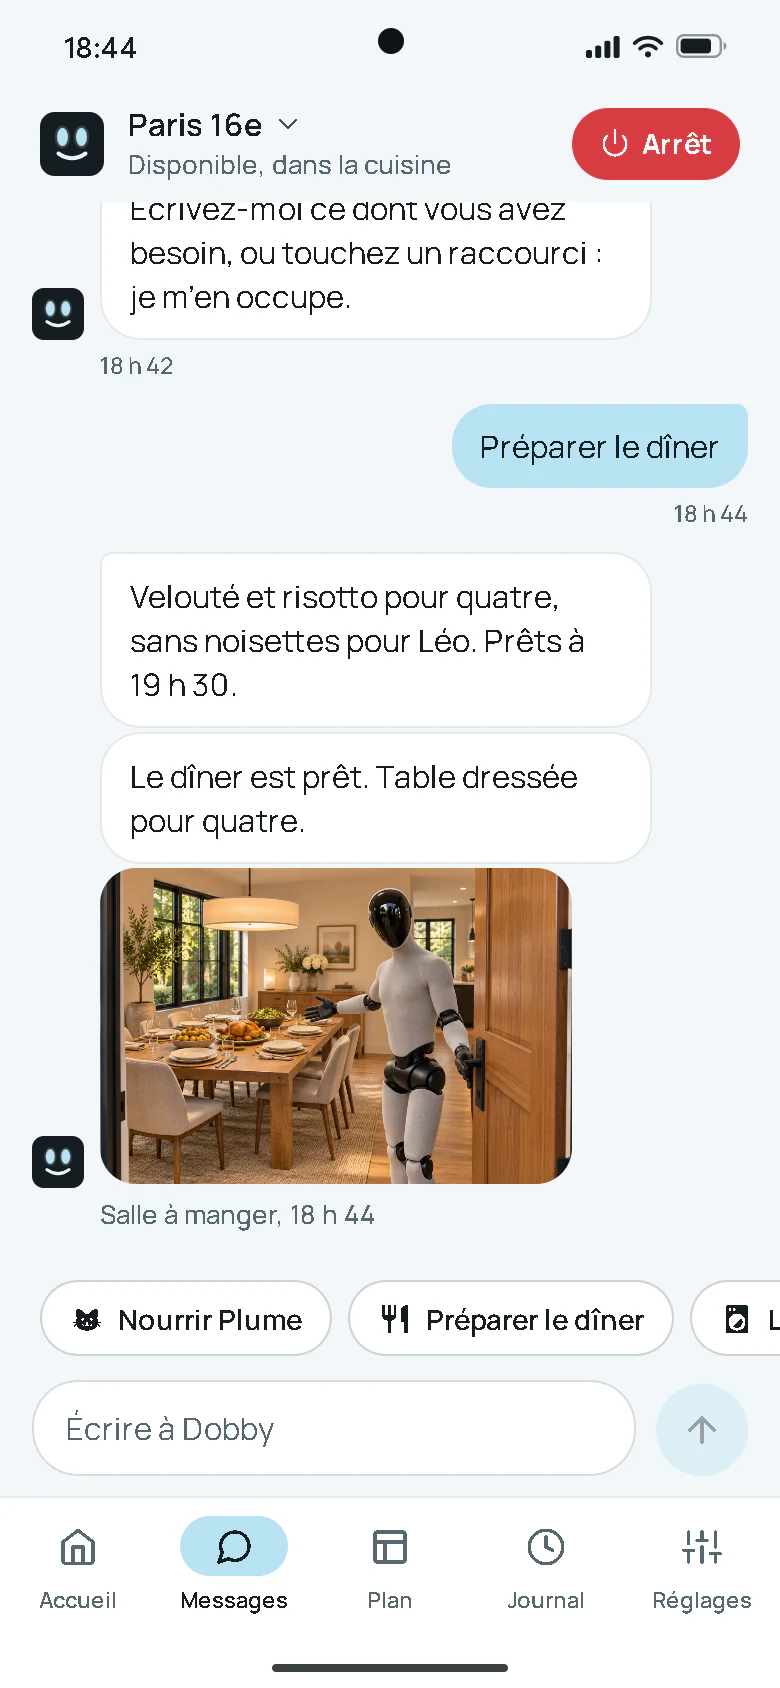 18:44
Paris 16e
Disponible, dans la cuisine
Arrêt
Écrivez-moi ce dont vous avez
besoin, ou touchez un raccourci :
je m’en occupe.
18 h 42
Préparer le dîner
18 h 44
Velouté et risotto pour quatre,
sans noisettes pour Léo. Prêts à
19 h 30.
Le dîner est prêt. Table dressée
pour quatre.
Salle à manger, 18 h 44
Nourrir Plume
Préparer le dîner
L
Écrire à Dobby
Accueil
Messages
Plan
Journal
Réglages